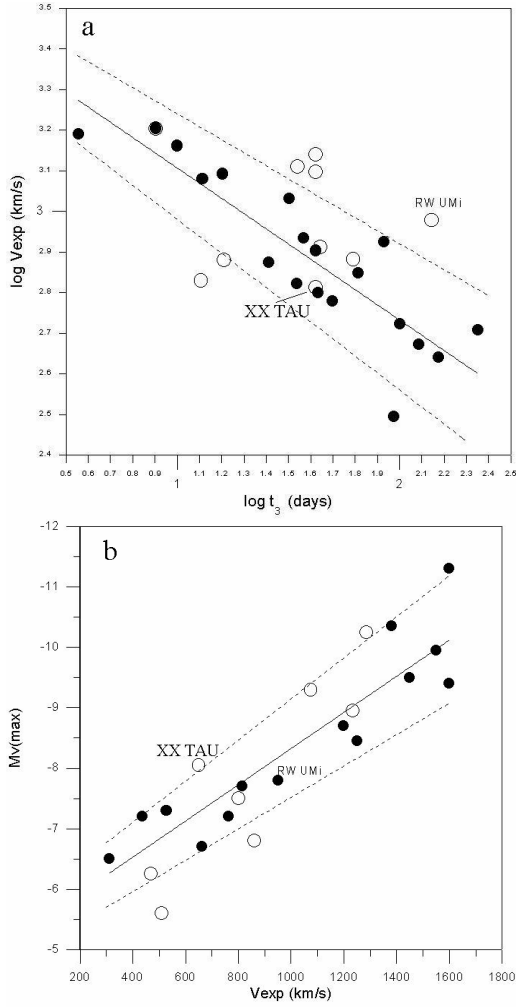 a
3.5
3.4
3.3
3.2
3.1
3
2.9
2.8
2.7
2.6
2.5
2.4
log Vexp (km/s)
RW UMi
XX TAU
0.5 0.6 0.7 0.8 0.9 1 1.1 1.2 1.3 1.4 1.5 1.6 1.7 1.8 1.9 2 2.1 2.2 2.3 2.4 2.5
log t3 (days)
b
-12
-11
-10
-9
-8
-7
-6
-5
Mv(max)
XX TAU
RW UMi
200 400 600 800 1000 1200 1400 1600 1800
Vexp (km/s)